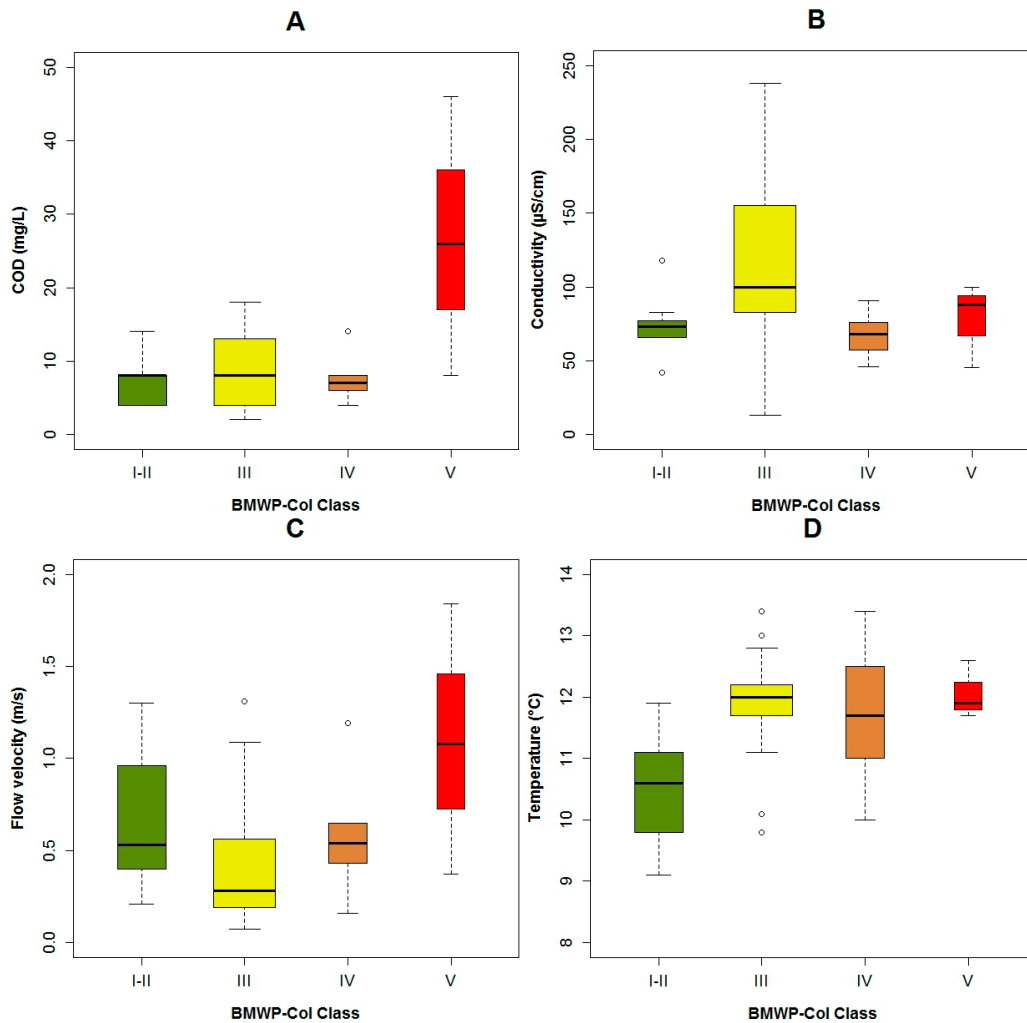 A
COD (mg/L)
50
40
30
20
10
0
I-II III IV V
BMWP-Col Class
B
Conductivity (µS/cm)
250
200
150
100
50
0
I-II III IV V
BMWP-Col Class
C
Flow velocity (m/s)
2.0
1.5
1.0
0.5
0.0
I-II III IV V
BMWP-Col Class
D
Temperature (°C)
14
13
12
11
10
9
8
I-II III IV V
BMWP-Col Class